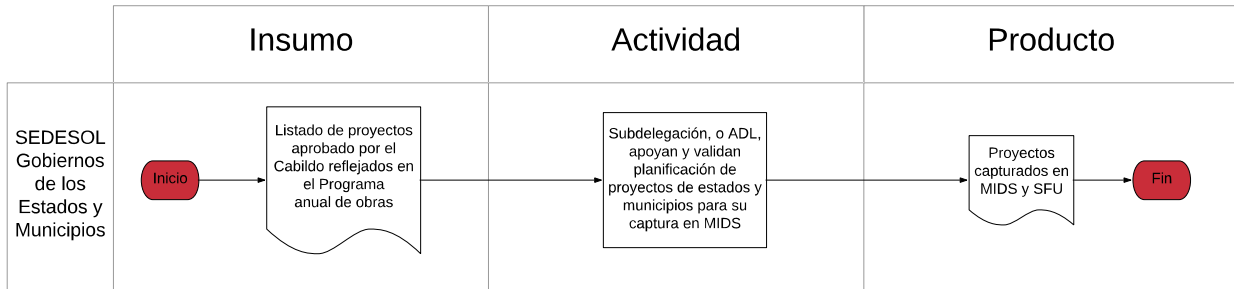 Insumo
Actividad
Producto
SEDESOL
Gobiernos
de los
Estados y
Municipios
Inicio
Listado de proyectos
aprobado por el
Cabildo reflejados en
el Programa
anual de obras
Subdelegación, o ADL,
apoyan y validan
planificación de
proyectos de estados y
municipios para su
captura en MIDS
Proyectos
capturados en
MIDS y SFU
Fin